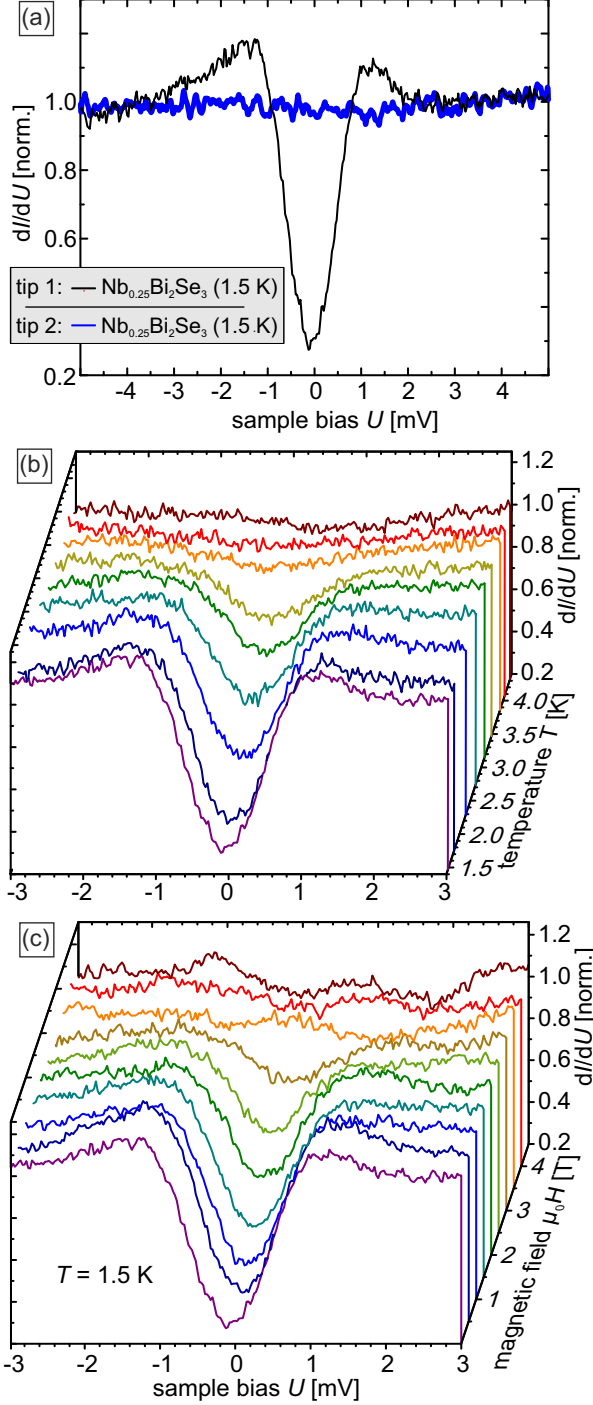 (a)
dI/dU [norm.]
1.0
0.8
0.6
0.2
tip 1: Nb0.25Bi2Se3 (1.5 K)
tip 2: Nb0.25Bi2Se3 (1.5 K)
-4 -3 -2 -1 0 1 2 3 4 5
sample bias U [mV]
(b)
1.2
1.0
0.8
0.6
0.4
0.2
dI/dU [norm.]
4.0
3.5
3.0
2.5
2.0
1.5
temperature T [K]
-3 -2 -1 0 1 2 3
(c)
1.2
1.0
0.8
0.6
0.4
0.2
dI/dU [norm.]
4
3
2
1
magnetic field μ0H [T]
T = 1.5 K
-3 -2 -1 0 1 2 3
sample bias U [mV]